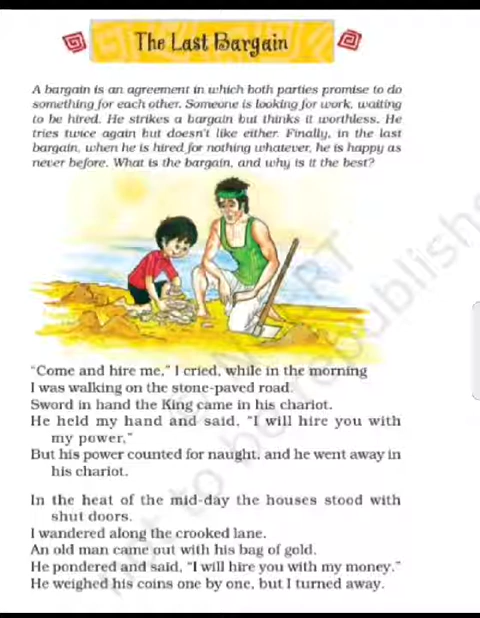 The Last Bargain
A bargain is an agreement in which both parties promise to do
something for each other. Someone is looking for work, waiting
to be hired. He strikes a bargain but thinks it worthless. He
tries twice again but doesn't like either. Finally, in the last
bargain, when he is hired for nothing whatever, he is happy as
never before. What is the bargain, and why is it the best?
"Come and hire me," I cried, while in the morning
I was walking on the stone-paved road.
Sword in hand the King came in his chariot.
He held my hand and said, "I will hire you with
my power."
But his power counted for naught, and he went away in
his chariot.
In the heat of the mid-day the houses stood with
shut doors.
I wandered along the crooked lane.
An old man came out with his bag of gold.
He pondered and said, "I will hire you with my money."
He weighed his coins one by one, but I turned away.
not to be republished